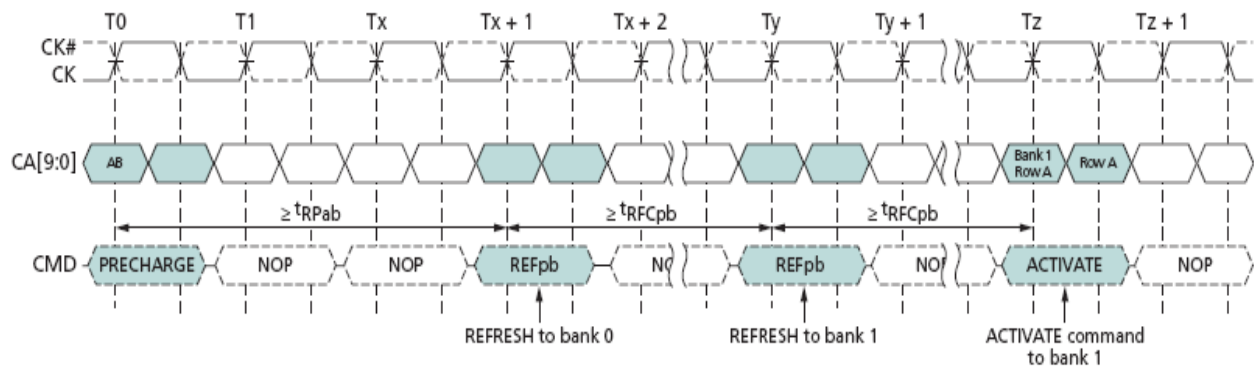 T0 T1 Tx Tx + 1 Tx + 2 Ty Ty + 1 Tz Tz + 1
CK#
CK
CA[9:0] AB Bank 1 Row A Row A
≥ tRPab ≥ tRFCpb ≥ tRFCpb
CMD PRECHARGE NOP NOP REFpb NO REFpb NOP ACTIVATE NOP
REFRESH to bank 0 REFRESH to bank 1 ACTIVATE command
to bank 1